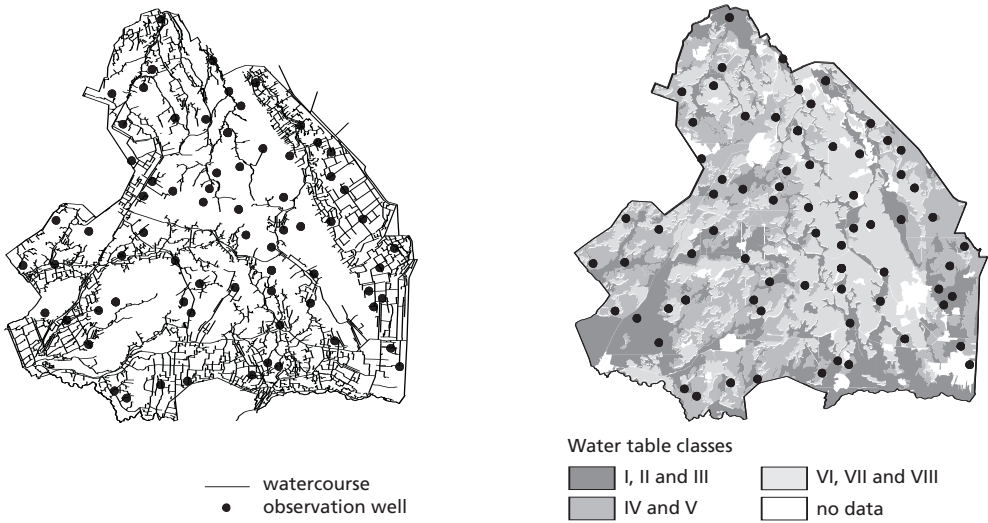 watercourse
observation well
Water table classes
I, II and III
IV and V
VI, VII and VIII
no data